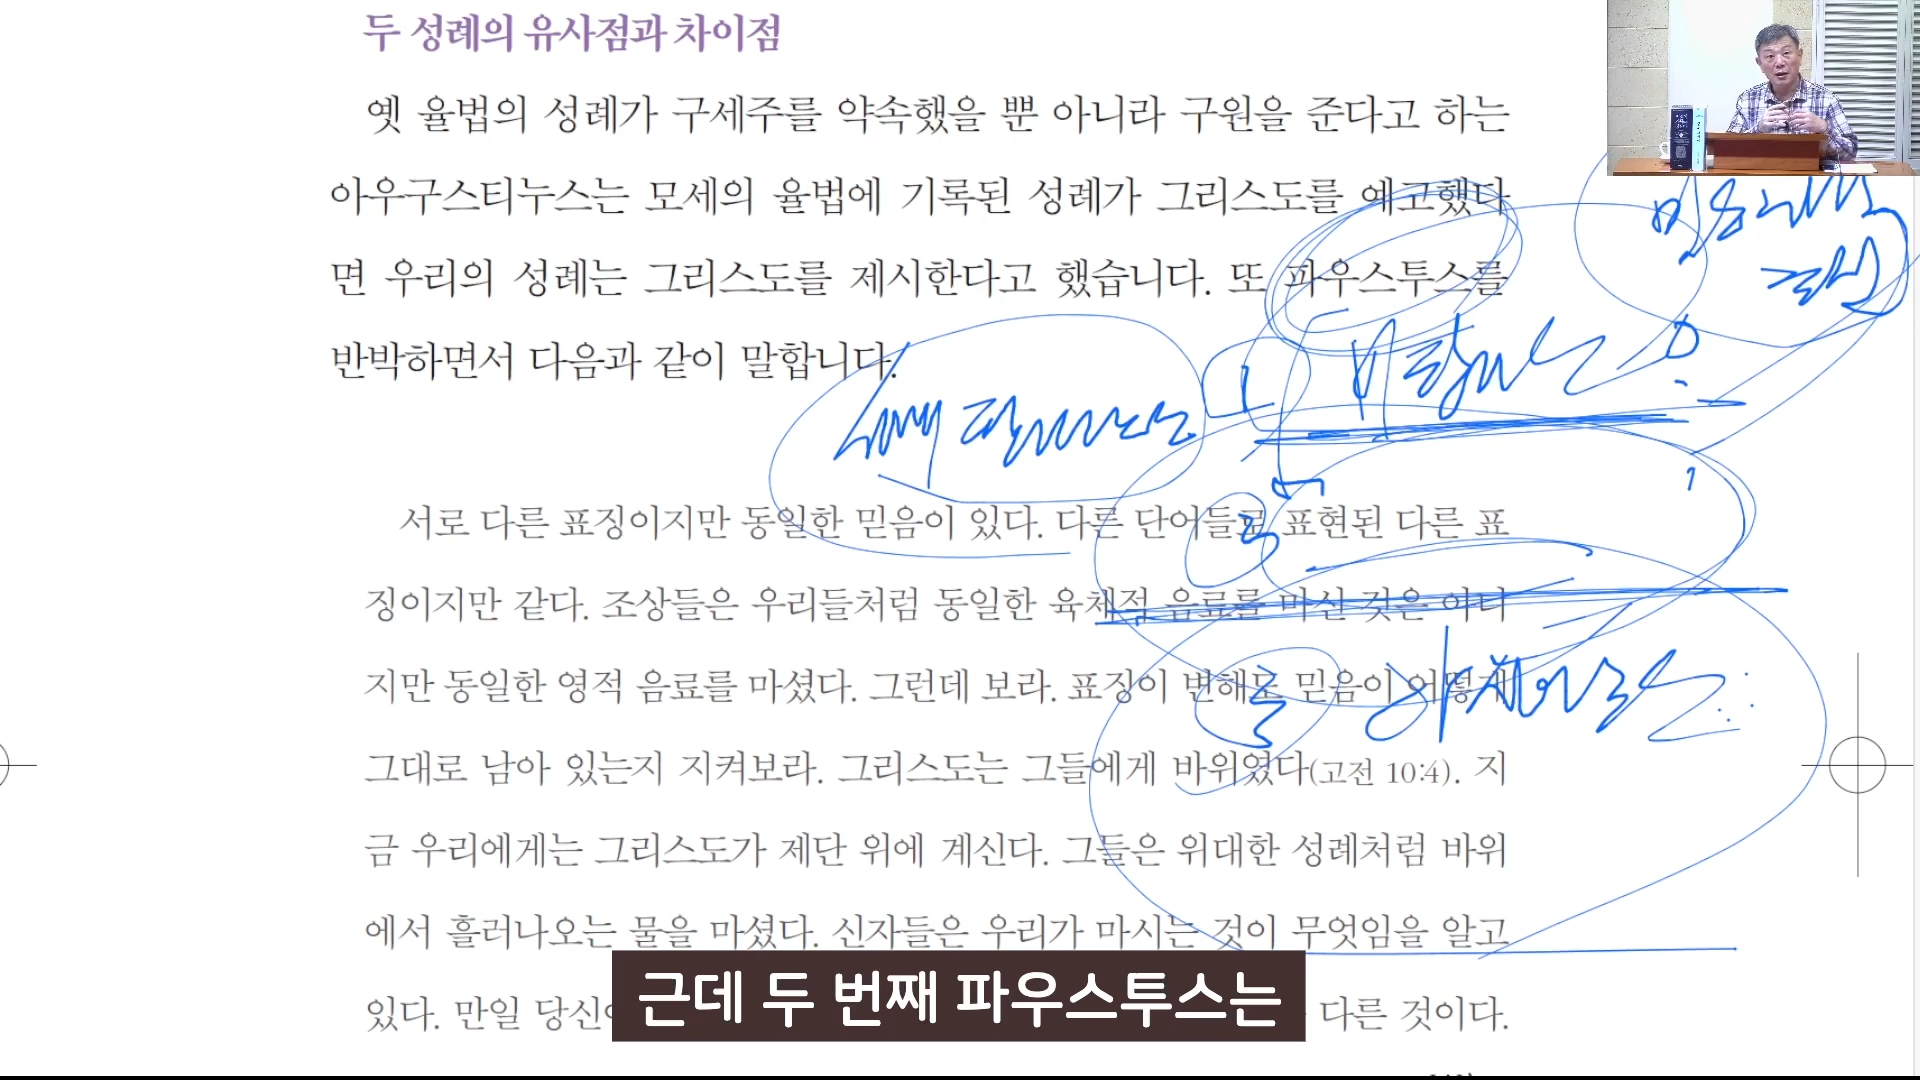 두 성례의 유사점과 차이점
옛 율법의 성례가 구세주를 약속했을 뿐 아니라 구원을 준다고 하는
아우구스티누스는 모세의 율법에 기록된 성례가 그리스도를 예고했다
면 우리의 성례는 그리스도를 제시한다고 했습니다. 또 파우스투스를
반박하면서 다음과 같이 말합니다.
서로 다른 표징이지만 동일한 믿음이 있다. 다른 단어들로 표현된 다른 표
징이지만 같다. 조상들은 우리들처럼 동일한 육체적 음료를 마신 것은 아니
지만 동일한 영적 음료를 마셨다. 그런데 보라. 표징이 변해도 믿음이 어떻게
그대로 남아 있는지 지켜보라. 그리스도는 그들에게 바위였다(고전 10:4). 지
금 우리에게는 그리스도가 제단 위에 계신다. 그들은 위대한 성례처럼 바위
에서 흘러나오는 물을 마셨다. 신자들은 우리가 마시는 것이 무엇임을 알고
있다. 만일 다른 것이다.
근데 두 번째 파우스투스는